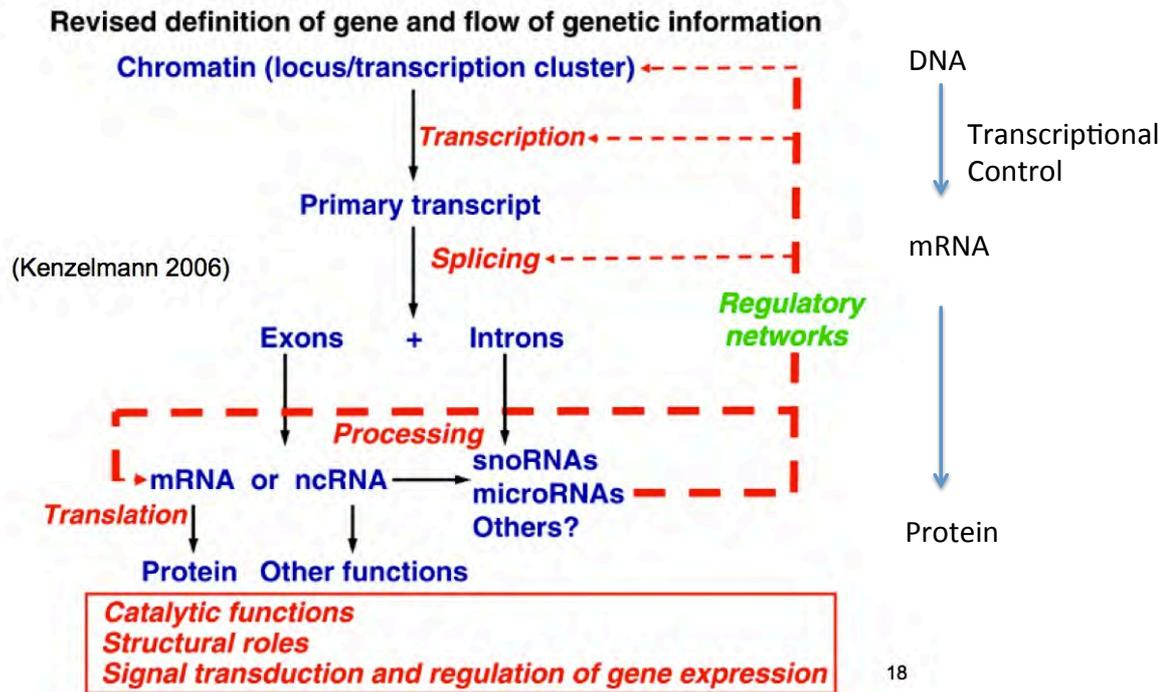 Revised definition of gene and flow of genetic information
Chromatin (locus/transcription cluster)
Transcription
Primary transcript
Splicing
(Kenzelmann 2006)
Regulatory
networks
Exons + Introns
Processing
mRNA or ncRNA
snoRNAs
microRNAs
Others?
Translation
Protein Other functions
Catalytic functions
Structural roles
Signal transduction and regulation of gene expression
DNA
Transcriptional
Control
mRNA
Protein
18